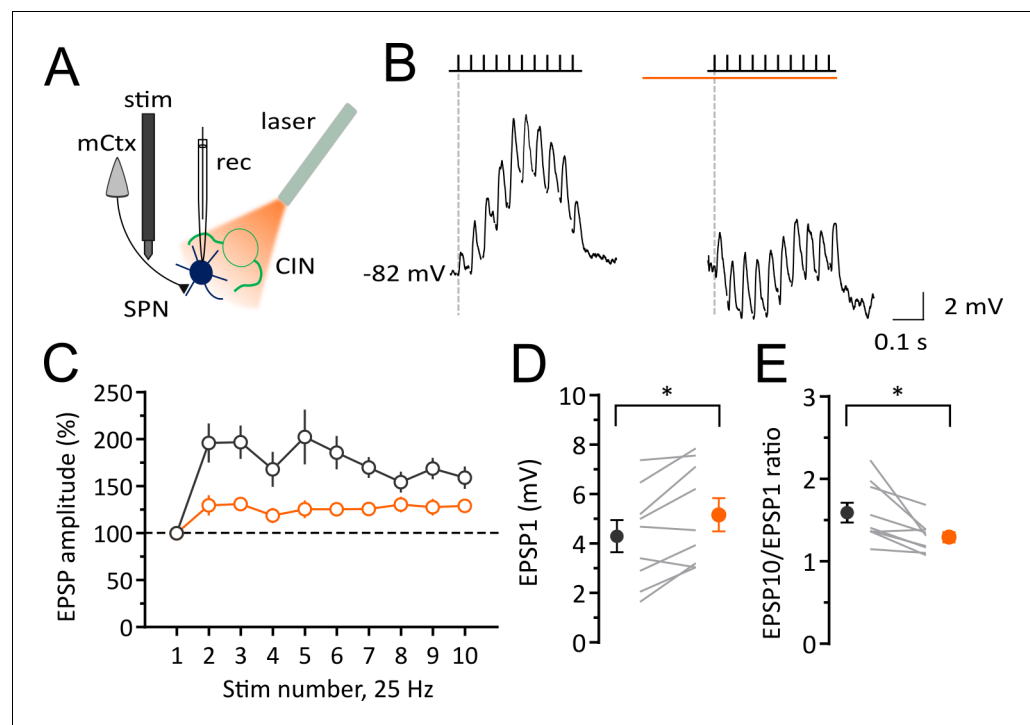 A
stim
mCtx
rec
laser
CIN
SPN
B
-82 mV
2 mV
0.1 s
C
EPSP amplitude (%)
250
200
150
100
50
0
1 2 3 4 5 6 7 8 9 10
Stim number, 25 Hz
D
*
EPSP1 (mV)
10
8
6
4
2
0
E
*
EPSP10/EPSP1 ratio
3
2
1
0